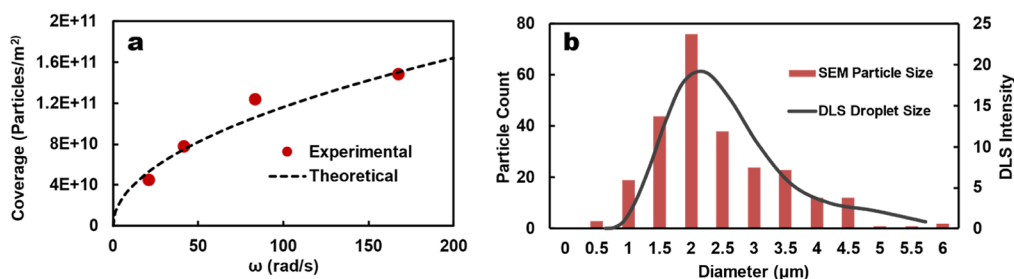 a
Coverage (Particles/m²)
2E+11
1.6E+11
1.2E+11
8E+10
4E+10
0
Experimental
Theoretical
0 50 100 150 200
ω (rad/s)
b
Particle Count
80
60
40
20
0
SEM Particle Size
DLS Droplet Size
25
20
15
10
5
0
DLS Intensity
0 0.5 1 1.5 2 2.5 3 3.5 4 4.5 5 5.5 6
Diameter (μm)